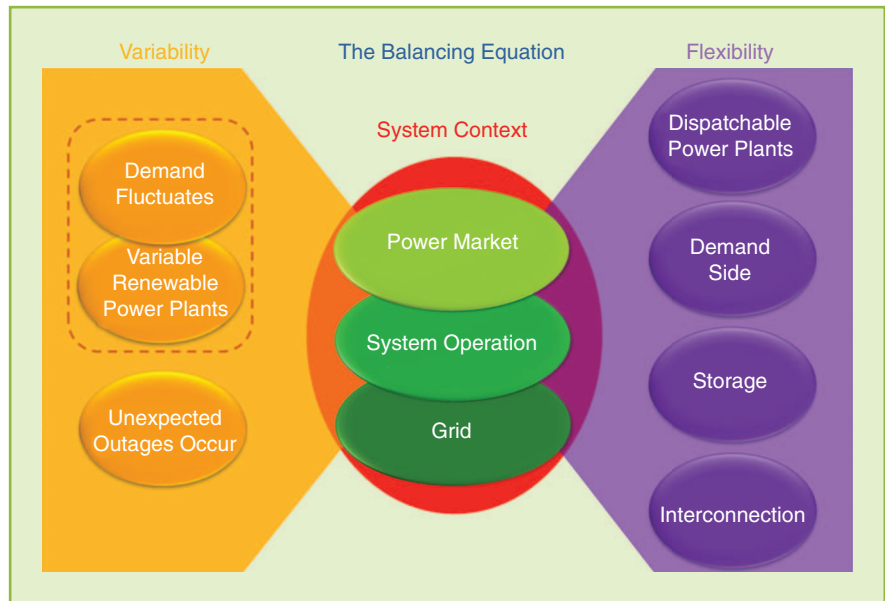 Variability
The Balancing Equation
Flexibility
Demand
Fluctuates
Variable
Renewable
Power Plants
Unexpected
Outages Occur
System Context
Power Market
System Operation
Grid
Dispatchable
Power Plants
Demand
Side
Storage
Interconnection